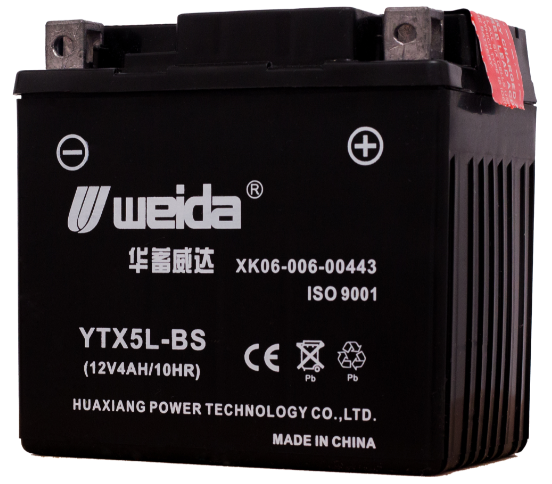 − +
weida®
华蓄威达 XK06-006-00443
ISO 9001
YTX5L-BS
(12V4AH/10HR)
CE Pb Pb
HUAXIANG POWER TECHNOLOGY CO.,LTD.
MADE IN CHINA